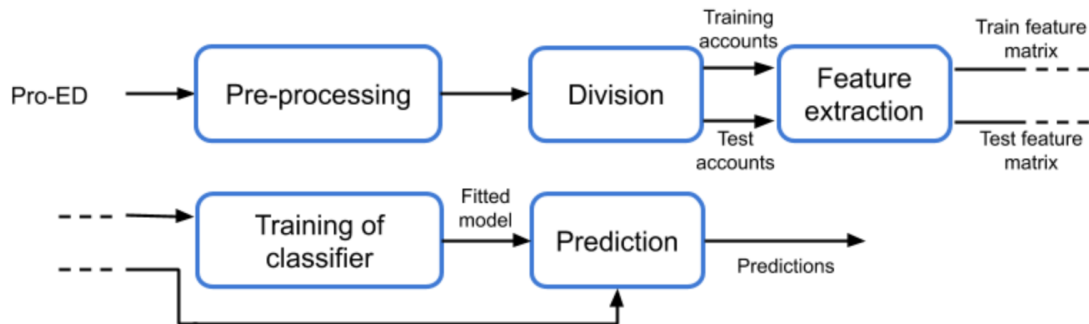 Pro-ED
Pre-processing
Division
Training
accounts
Test
accounts
Feature
extraction
Train feature
matrix
Test feature
matrix
Training of
classifier
Fitted
model
Prediction
Predictions